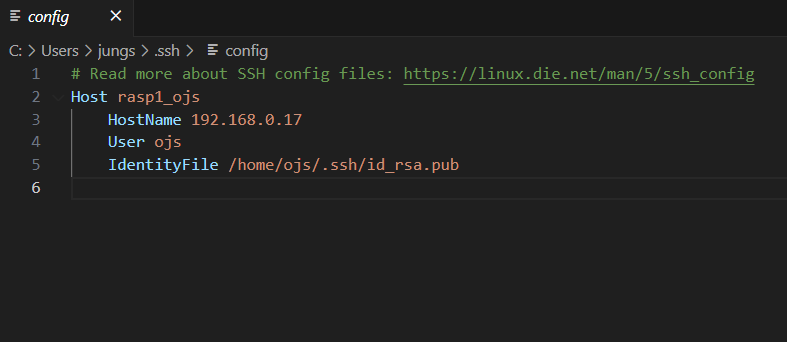 config
C: > Users > jungs > .ssh > config
1 # Read more about SSH config files: https://linux.die.net/man/5/ssh_config
2 Host rasp1_ojs
3     HostName 192.168.0.17
4     User ojs
5     IdentityFile /home/ojs/.ssh/id_rsa.pub
6